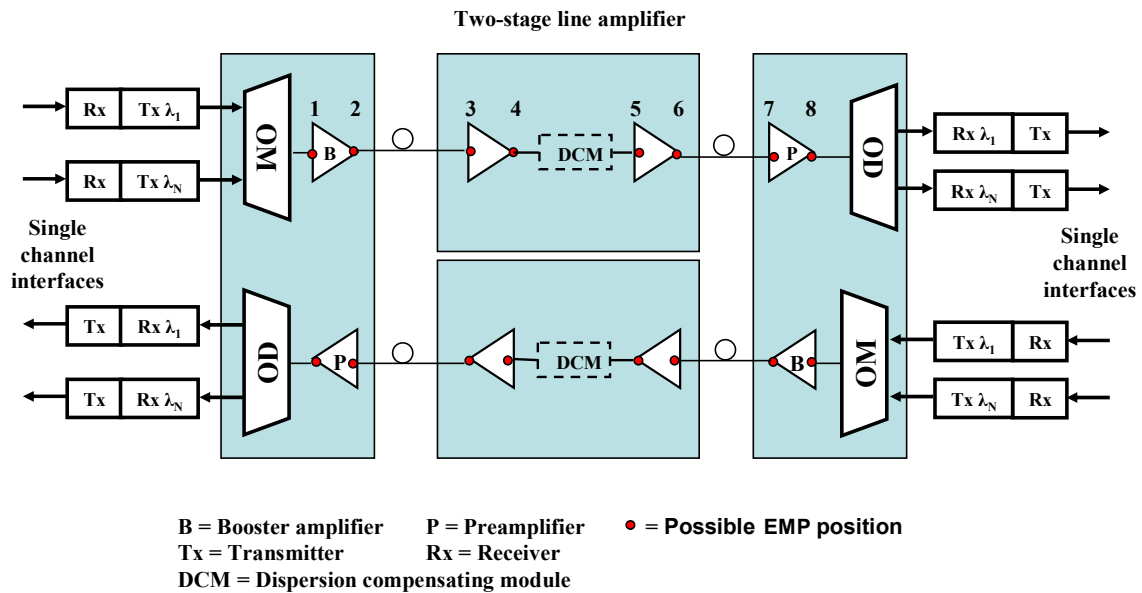 Two-stage line amplifier
Rx Tx λ1
Rx Tx λN
OM
1 2
B
3 4
DCM
5 6
7 8
P
OD
Rx λ1 Tx
Rx λN Tx
Single
channel
interfaces
Single
channel
interfaces
Tx Rx λ1
Tx Rx λN
OD
P
DCM
B
OM
Tx λ1 Rx
Tx λN Rx
B = Booster amplifier P = Preamplifier = Possible EMP position
Tx = Transmitter Rx = Receiver
DCM = Dispersion compensating module